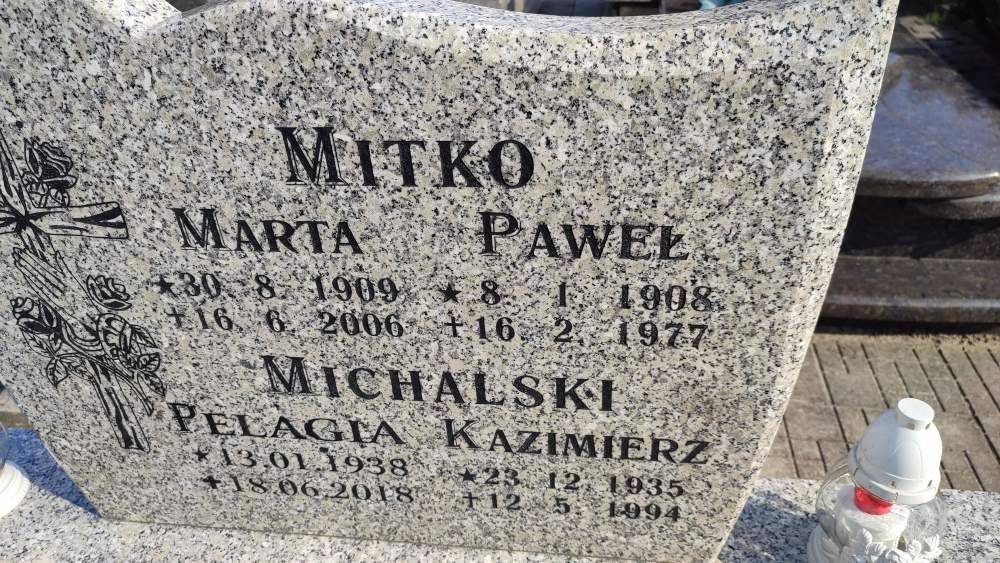 MITKO
MARTA PAWEŁ
★30. 8. 1909 ★ 8. 1. 1908
✝16. 6. 2006 ✝16. 2. 1977
MICHALSKI
PELAGIA KAZIMIERZ
★13.01.1938 ★23. 12. 1935
✝18.06.2018 ✝12. 5. 1994